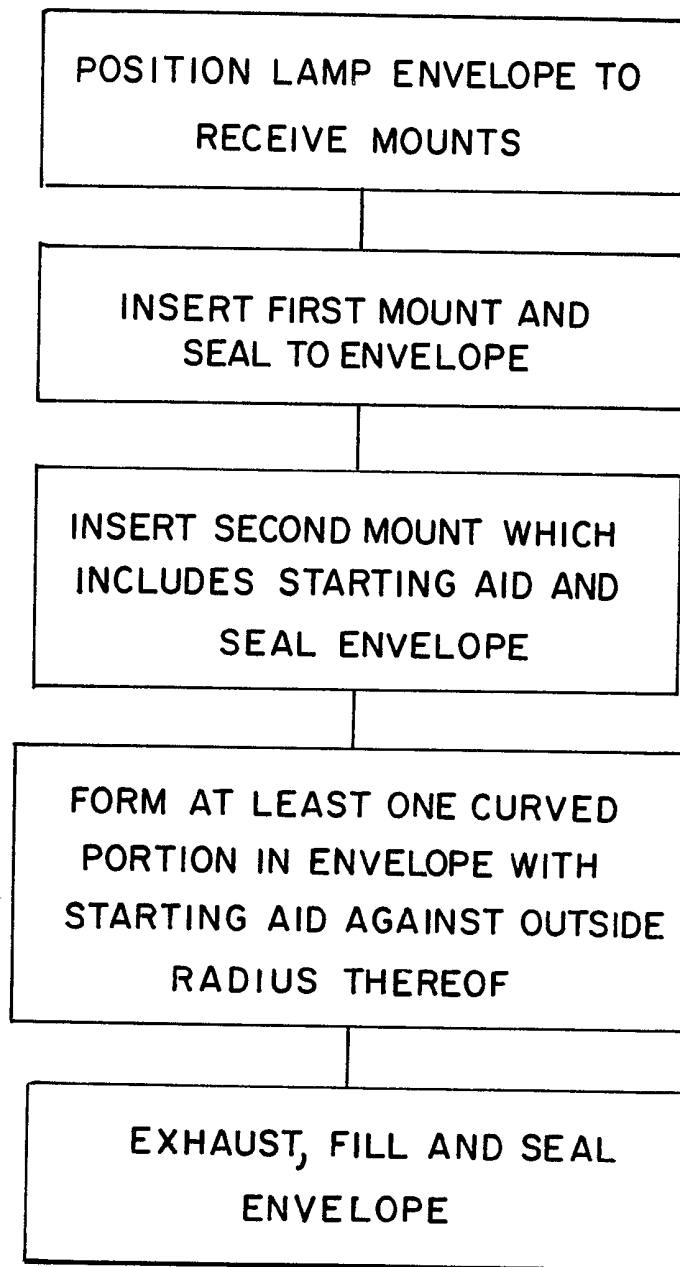 POSITION LAMP ENVELOPE TO
RECEIVE MOUNTS
INSERT FIRST MOUNT AND
SEAL TO ENVELOPE
INSERT SECOND MOUNT WHICH
INCLUDES STARTING AID AND
SEAL ENVELOPE
FORM AT LEAST ONE CURVED
PORTION IN ENVELOPE WITH
STARTING AID AGAINST OUTSIDE
RADIUS THEREOF
EXHAUST, FILL AND SEAL
ENVELOPE